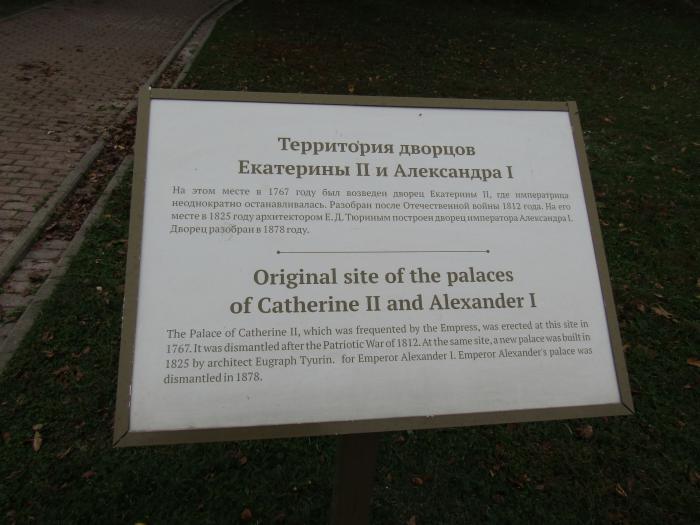 Территория дворцов
Екатерины II и Александра I
На этом месте в 1767 году был возведен дворец Екатерины II, где императрица
неоднократно останавливалась. Разобран после Отечественной войны 1812 года. На его
месте в 1825 году архитектором Е. Д. Тюриным построен дворец императора Александра I.
Дворец разобран в 1878 году.
Original site of the palaces
of Catherine II and Alexander I
The Palace of Catherine II, which was frequented by the Empress, was erected at this site in
1767. It was dismantled after the Patriotic War of 1812. At the same site, a new palace was built in
1825 by architect Eugraph Tyurin. for Emperor Alexander I. Emperor Alexander's palace was
dismantled in 1878.